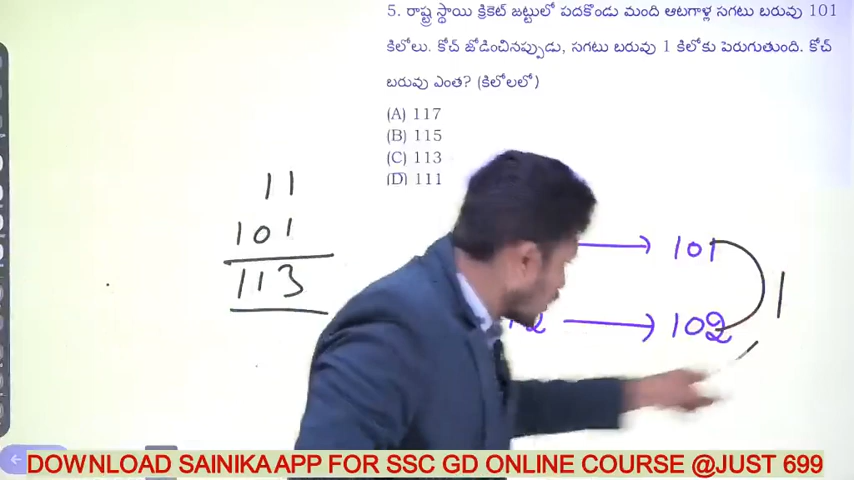 5. రాష్ట్ర స్థాయి క్రికెట్ జట్టులో పదకొండు మంది ఆటగాళ్ల సగటు బరువు 101
కిలోలు. కోచ్ జోడించినప్పుడు, సగటు బరువు 1 కిలోకు పెరుగుతుంది. కోచ్
బరువు ఎంత? (కిలోలలో)
(A) 117
(B) 115
(C) 113
(D) 111
11
101
113
101
1
12
102
DOWNLOAD SAINIKA APP FOR SSC GD ONLINE COURSE @JUST 699